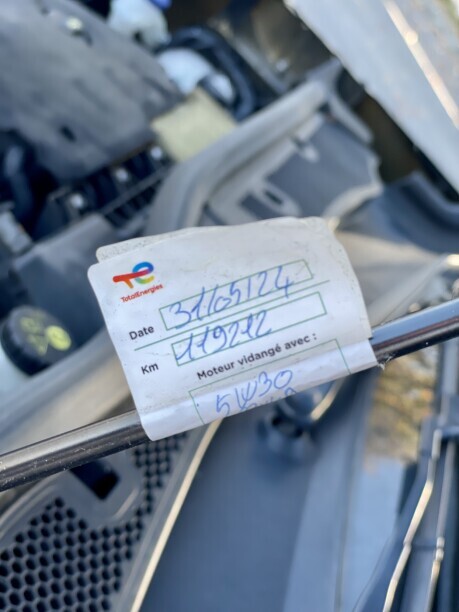 TotalEnergies
Date 31/05/24
Km 119212
Moteur vidangé avec :
5W30